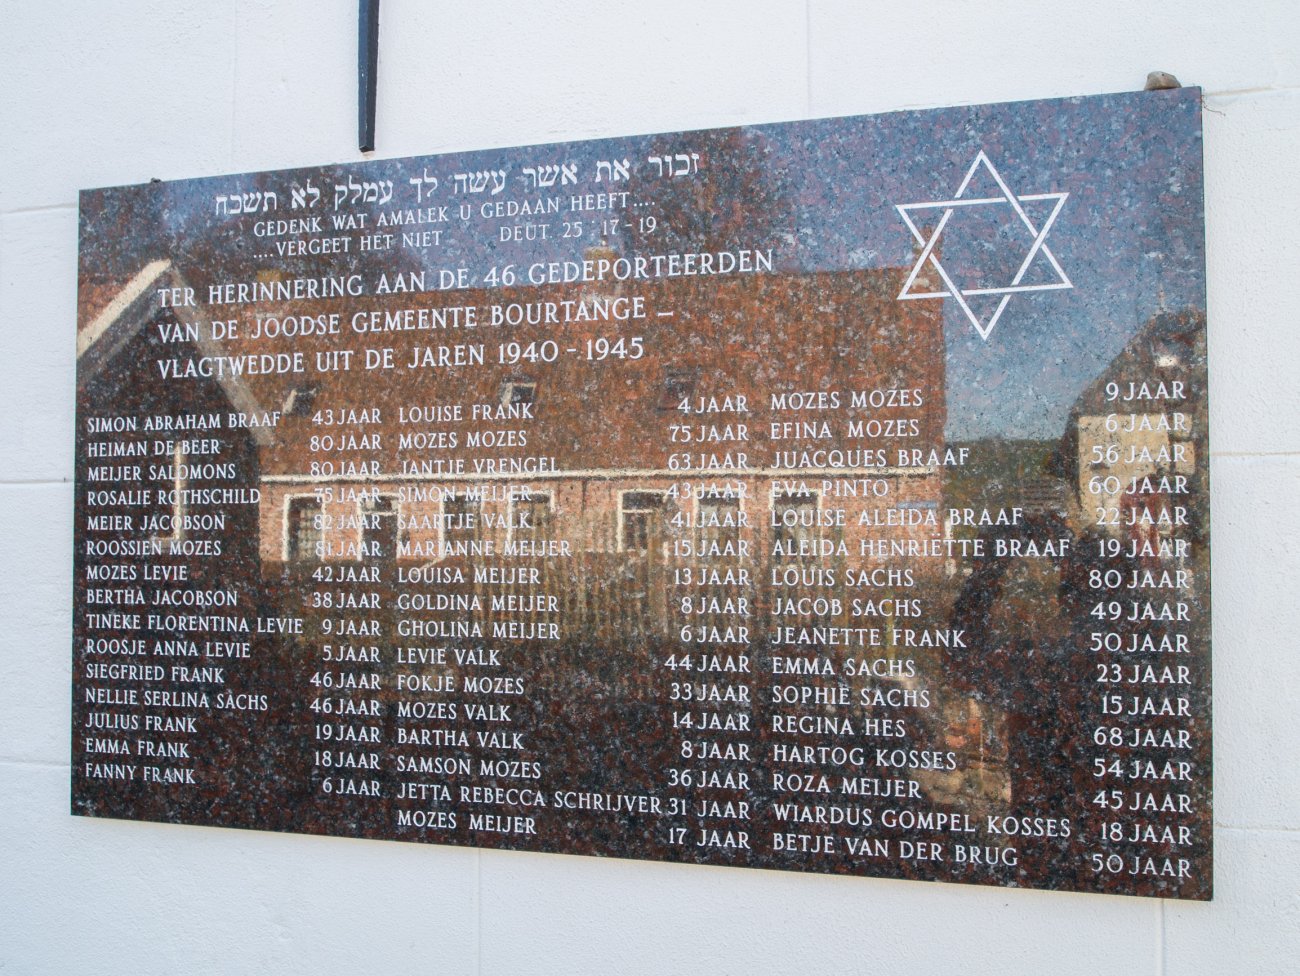 זכור את אשר עשה לך עמלק לא תשכח
GEDENK WAT AMALEK U GEDAAN HEEFT....
....VERGEET HET NIET DEUT. 25 : 17 - 19
TER HERINNERING AAN DE 46 GEDEPORTEERDEN
VAN DE JOODSE GEMEENTE BOURTANGE –
VLAGTWEDDE UIT DE JAREN 1940 - 1945
SIMON ABRAHAM BRAAF 43 JAAR
HEIMAN DE BEER 80 JAAR
MEIJER SALOMONS 80 JAAR
ROSALIE ROTHSCHILD 75 JAAR
MEIER JACOBSON 82 JAAR
ROOSSIEN MOZES 81 JAAR
MOZES LEVIE 42 JAAR
BERTHA JACOBSON 38 JAAR
TINEKE FLORENTINA LEVIE 9 JAAR
ROOSJE ANNA LEVIE 5 JAAR
SIEGFRIED FRANK 46 JAAR
NELLIE SERLINA SACHS 46 JAAR
JULIUS FRANK 19 JAAR
EMMA FRANK 18 JAAR
FANNY FRANK 6 JAAR
LOUISE FRANK 4 JAAR
MOZES MOZES 75 JAAR
JANTJE VRENGEL 63 JAAR
SIMON MEIJER 43 JAAR
SAARTJE VALK 41 JAAR
MARIANNE MEIJER 15 JAAR
LOUISA MEIJER 13 JAAR
GOLDINA MEIJER 8 JAAR
GHOLINA MEIJER 6 JAAR
LEVIE VALK 44 JAAR
FOKJE MOZES 33 JAAR
MOZES VALK 14 JAAR
BARTHA VALK 8 JAAR
SAMSON MOZES 36 JAAR
JETTA REBECCA SCHRIJVER 31 JAAR
MOZES MEIJER 17 JAAR
MOZES MOZES 9 JAAR
EFINA MOZES 6 JAAR
JUACQUES BRAAF 56 JAAR
EVA PINTO 60 JAAR
LOUISE ALEIDA BRAAF 22 JAAR
ALEIDA HENRIËTTE BRAAF 19 JAAR
LOUIS SACHS 80 JAAR
JACOB SACHS 49 JAAR
JEANETTE FRANK 50 JAAR
EMMA SACHS 23 JAAR
SOPHIË SACHS 15 JAAR
REGINA HES 68 JAAR
HARTOG KOSSES 54 JAAR
ROZA MEIJER 45 JAAR
WIARDUS GOMPEL KOSSES 18 JAAR
BETJE VAN DER BRUG 50 JAAR